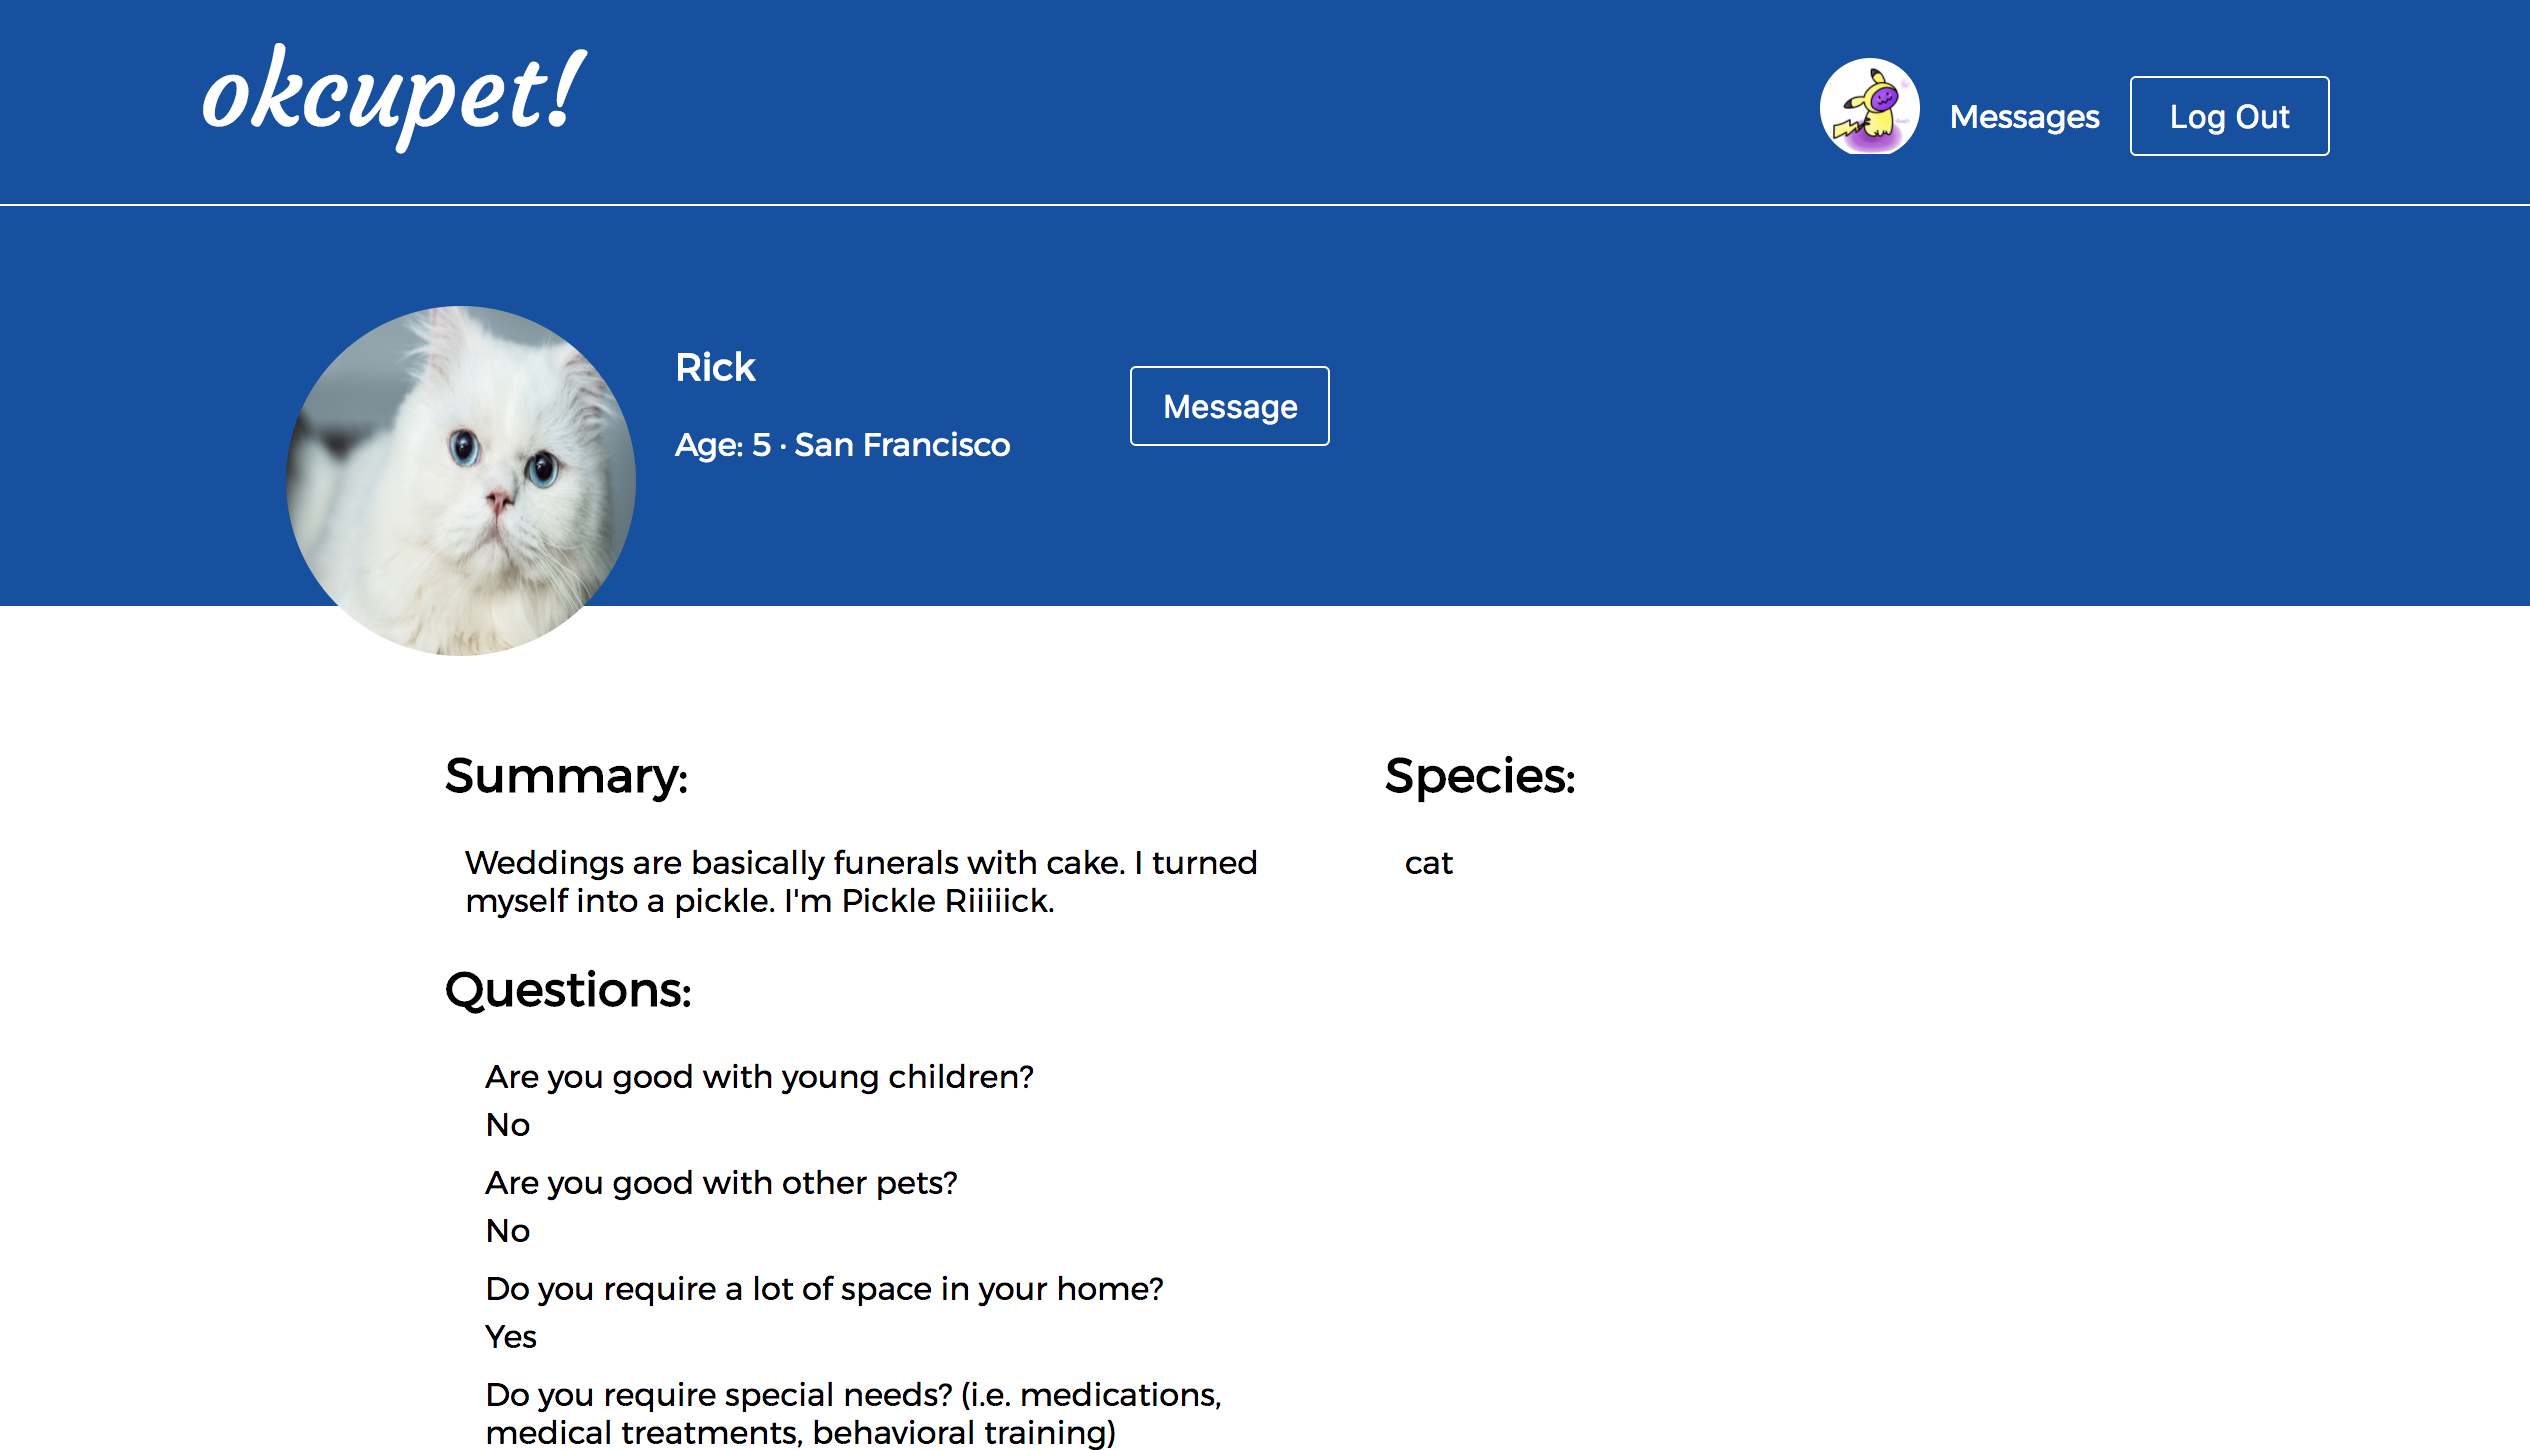 okcupet!
Messages
Log Out
Rick
Age: 5 · San Francisco
Message
Summary:
Weddings are basically funerals with cake. I turned
myself into a pickle. I'm Pickle Riiiiick.
Species:
cat
Questions:
Are you good with young children?
No
Are you good with other pets?
No
Do you require a lot of space in your home?
Yes
Do you require special needs? (i.e. medications,
medical treatments, behavioral training)